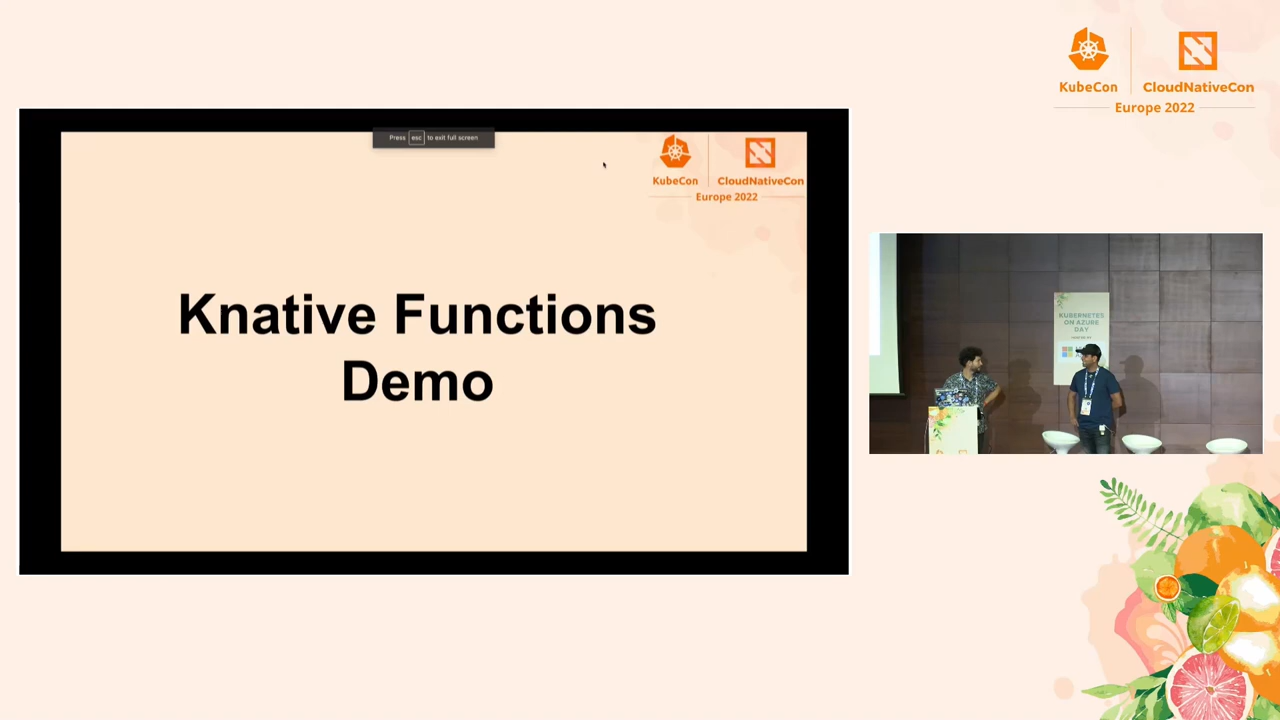 KubeCon
CloudNativeCon
Europe 2022
Press esc to exit full screen
KubeCon
CloudNativeCon
Europe 2022
Knative Functions
Demo
KUBERNETES
ON AZURE
DAY